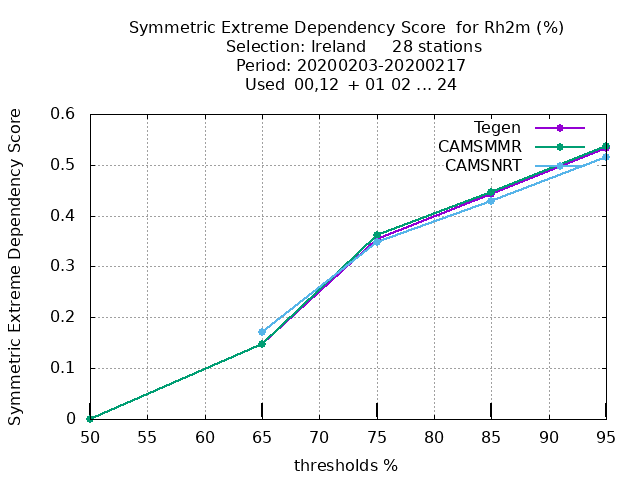 Symmetric Extreme Dependency Score  for Rh2m (%)
Selection: Ireland     28 stations
Period: 20200203-20200217
Used  00,12  + 01 02 ... 24
Symmetric Extreme Dependency Score
0.6
0.5
0.4
0.3
0.2
0.1
0
Tegen
CAMSMMR
CAMSNRT
50 55 60 65 70 75 80 85 90 95
thresholds %